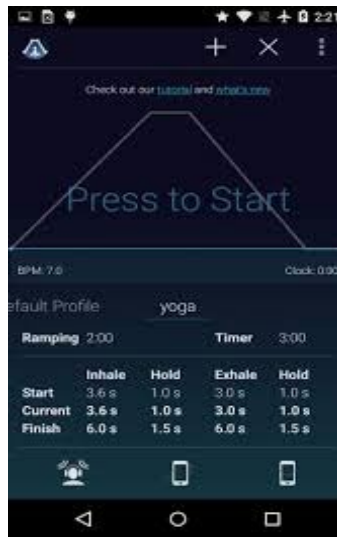 2:21
Check out our tutorial and what's new
Press to Start
BPM: 7.0 Clock: 0:00
efault Profile yoga
Ramping 2:00 Timer 3:00
Inhale Hold Exhale Hold
Start 3.6 s 1.0 s 3.0 s 1.0 s
Current 3.6 s 1.0 s 3.0 s 1.0 s
Finish 6.0 s 1.5 s 6.0 s 1.5 s